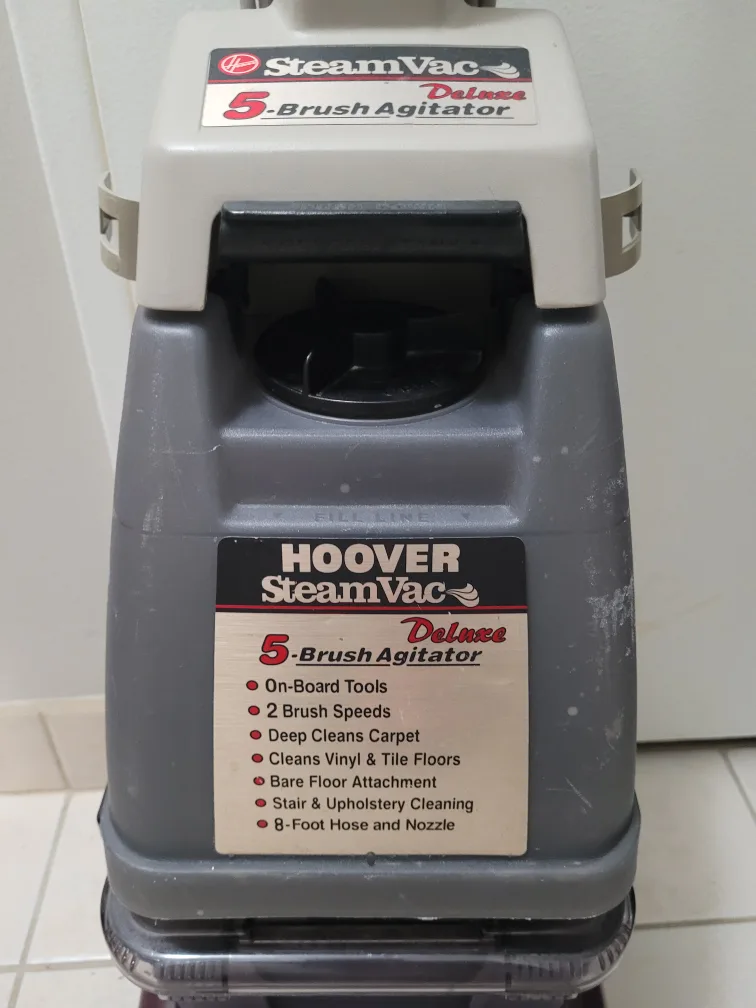 Hoover SteamVac
Deluxe
5-Brush Agitator
FILL LINE
HOOVER
SteamVac
Deluxe
5-Brush Agitator
On-Board Tools
2 Brush Speeds
Deep Cleans Carpet
Cleans Vinyl & Tile Floors
Bare Floor Attachment
Stair & Upholstery Cleaning
8-Foot Hose and Nozzle